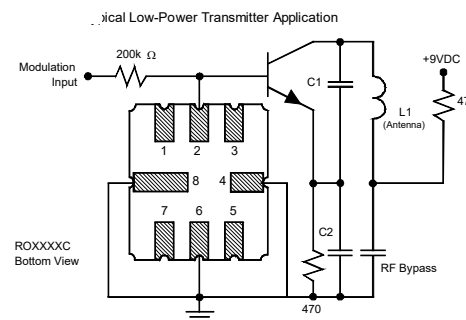 Low-Power Transmitter Application
200k Ω
Modulation
Input
+9VDC
C1
L1
(Antenna)
1
2
3
8
4
7
6
5
C2
ROXXXXC
Bottom View
RF Bypass
470